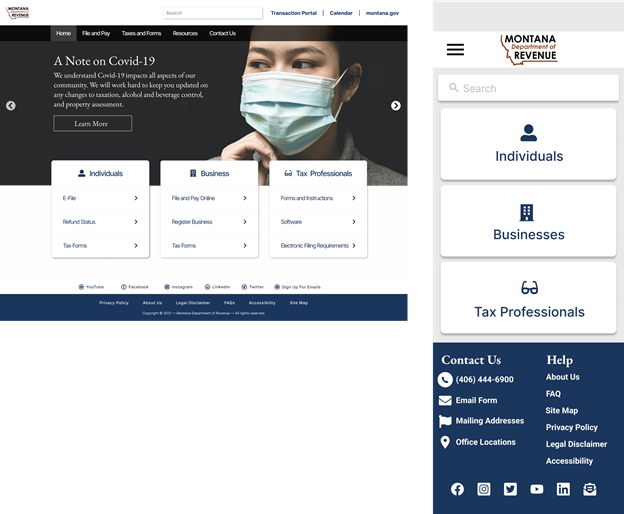 MONTANA
Department of
REVENUE
Search
Transaction Portal | Calendar | montana.gov
Home File and Pay Taxes and Forms Resources Contact Us
A Note on Covid-19
We understand Covid-19 impacts all aspects of our
community. We will work hard to keep you updated on
any changes to taxation, alcohol and beverage control,
and property assessment.
Learn More
Individuals
E-File
Refund Status
Tax Forms
Business
File and Pay Online
Register Business
Tax Forms
Tax Professionals
Forms and Instructions
Software
Electronic Filing Requirements
YouTube Facebook Instagram LinkedIn Twitter Sign Up For Emails
Privacy Policy About Us Legal Disclaimer FAQs Accessibility Site Map
Copyright © 2021 — Montana Department of Revenue — All rights reserved.
MONTANA
Department of
REVENUE
Search
Individuals
Businesses
Tax Professionals
Contact Us
(406) 444-6900
Email Form
Mailing Addresses
Office Locations
Help
About Us
FAQ
Site Map
Privacy Policy
Legal Disclaimer
Accessibility